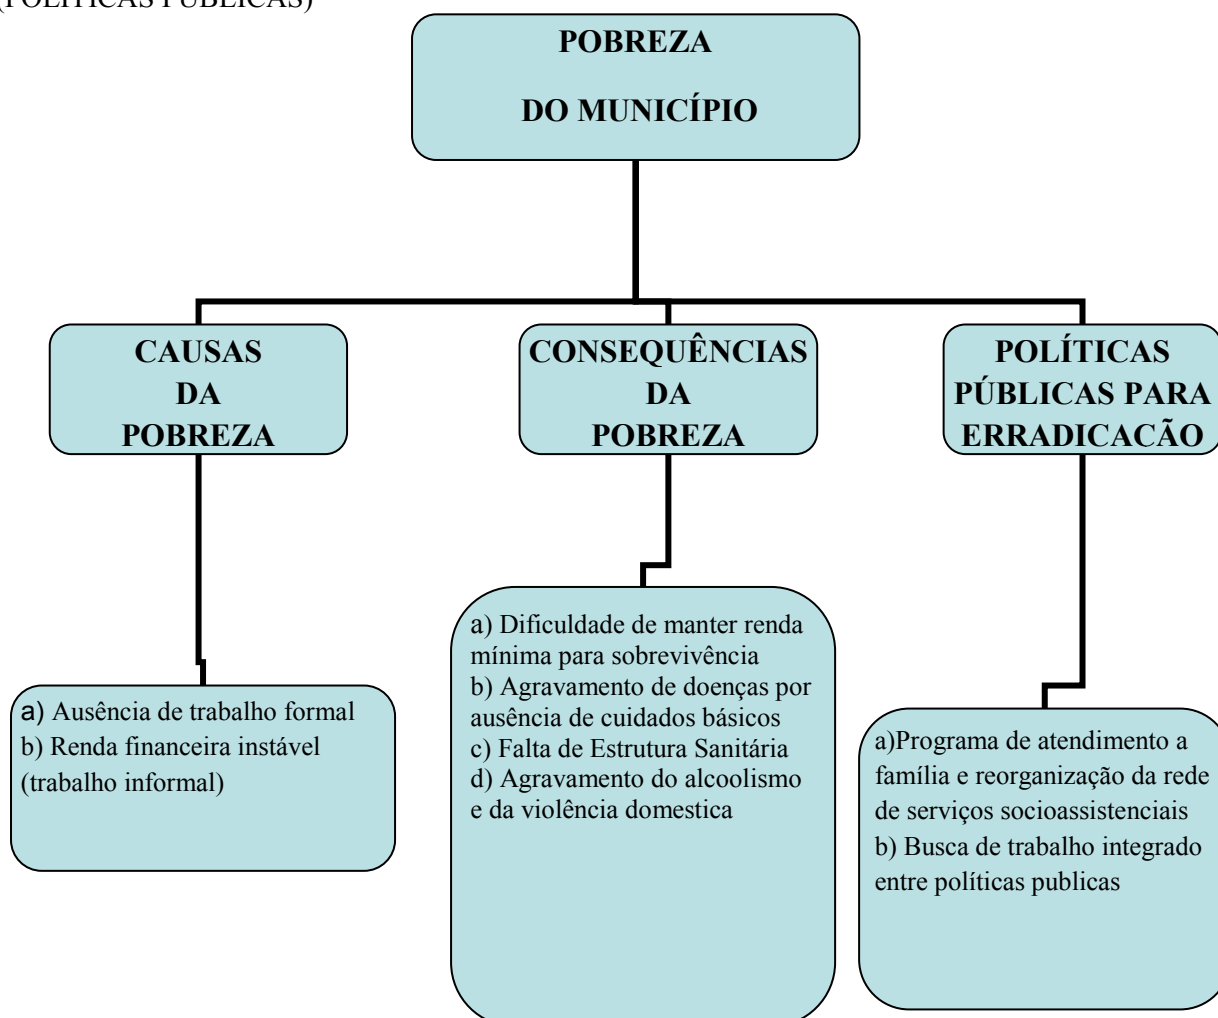 (POLÍTICAS PÚBLICAS)
POBREZA
DO MUNICÍPIO
CAUSAS
DA
POBREZA
CONSEQUÊNCIAS
DA
POBREZA
POLÍTICAS
PÚBLICAS PARA
ERRADICACÃO
a) Ausência de trabalho formal
b) Renda financeira instável
(trabalho informal)
a) Dificuldade de manter renda
mínima para sobrevivência
b) Agravamento de doenças por
ausência de cuidados básicos
c) Falta de Estrutura Sanitária
d) Agravamento do alcoolismo
e da violência domestica
a)Programa de atendimento a
família e reorganização da rede
de serviços socioassistenciais
b) Busca de trabalho integrado
entre políticas publicas